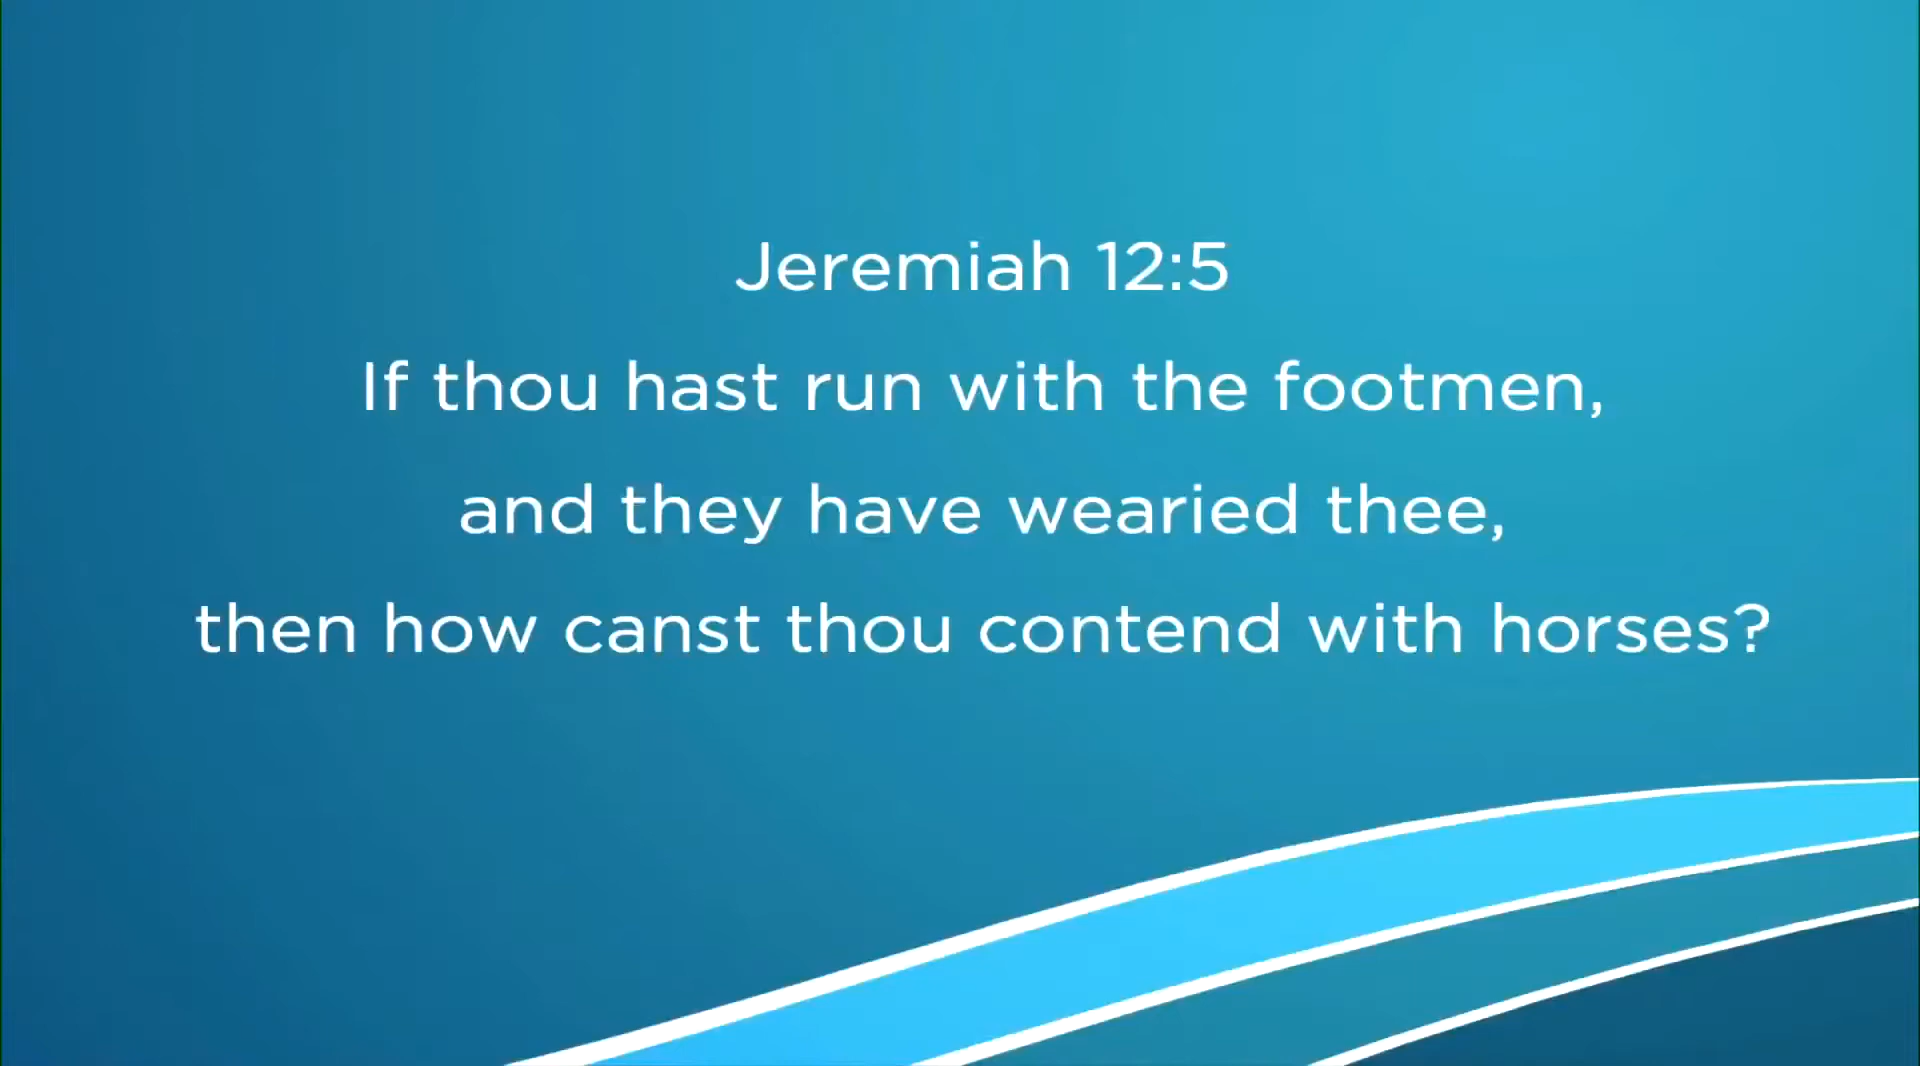 Jeremiah 12:5
If thou hast run with the footmen,
and they have wearied thee,
then how canst thou contend with horses?